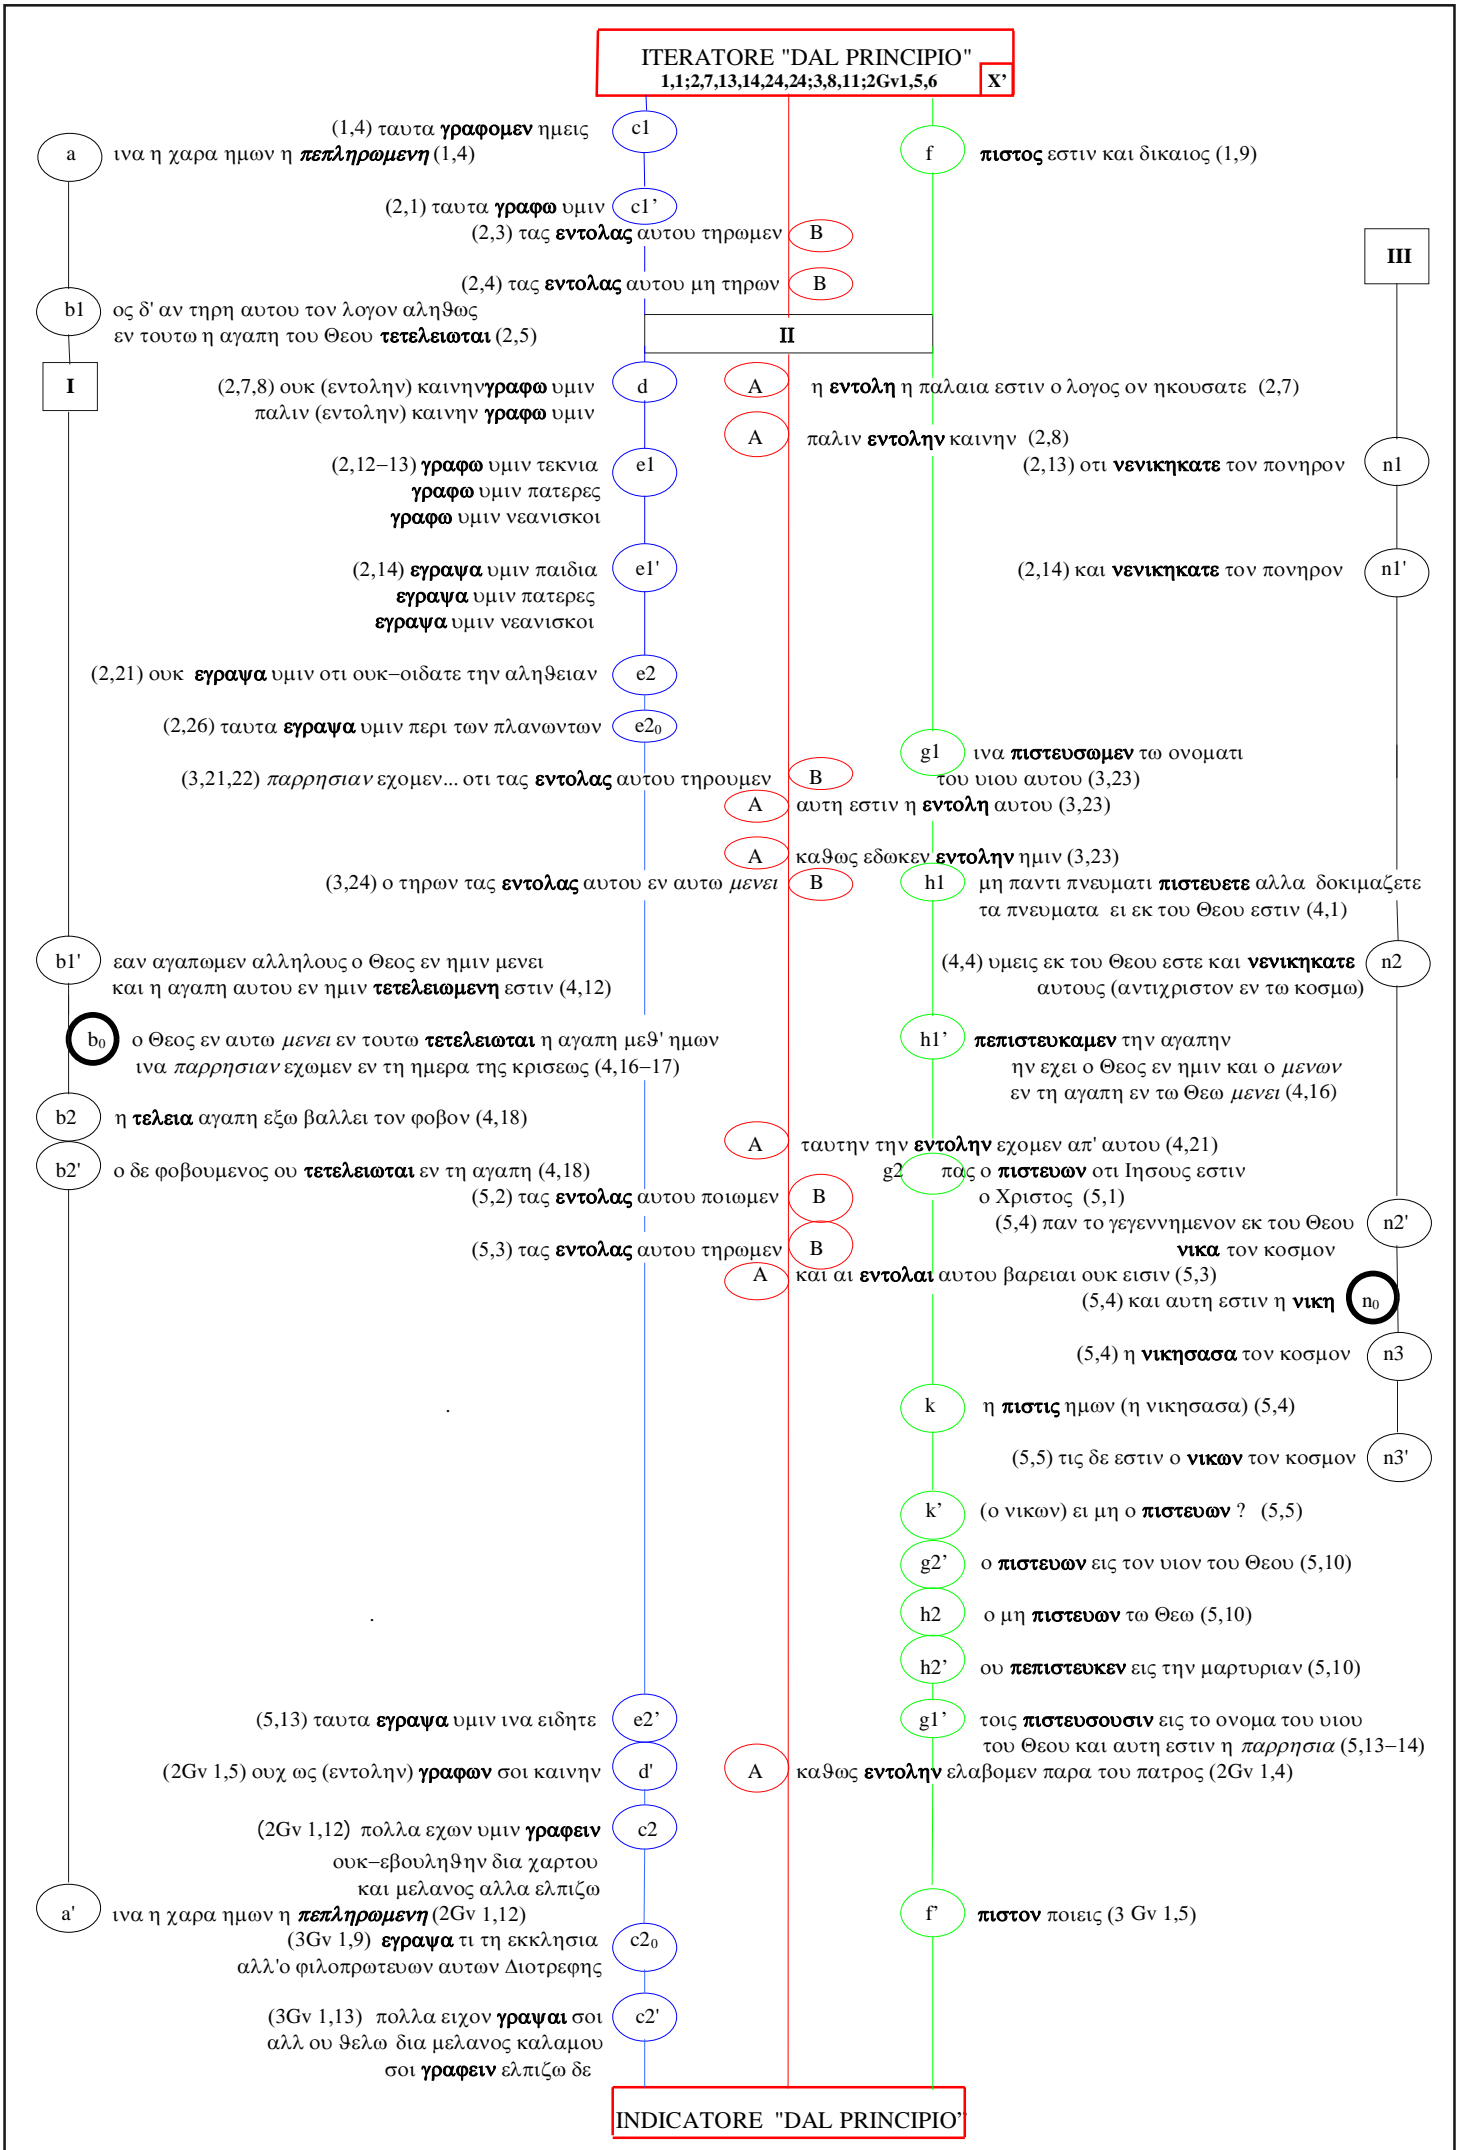 ITERATORE "DAL PRINCIPIO"
1,1;2,7,13,14,24,24;3,8,11;2Gv1,5,6 X’
(1,4) ταυτα γραφομεν ημεις c1
a ινα η χαρα ημων η πεπληρωμενη (1,4)
f πιστος εστιν και δικαιος (1,9)
(2,1) ταυτα γραφω υμιν c1’
(2,3) τας εντολας αυτου τηρωμεν B
III
(2,4) τας εντολας αυτου μη τηρων B
b1 ος δ' αν τηρη αυτου τον λογον αληϑως
εν τουτω η αγαπη του Θεου τετελειωται (2,5)
II
I
(2,7,8) ουκ (εντολην) καινηνγραφω υμιν d A η εντολη η παλαια εστιν ο λογος ον ηκουσατε (2,7)
παλιν (εντολην) καινην γραφω υμιν
A παλιν εντολην καινην (2,8)
(2,12–13) γραφω υμιν τεκνια e1 (2,13) οτι νενικηκατε τον πονηρον n1
γραφω υμιν πατερες
γραφω υμιν νεανισκοι
(2,14) εγραψα υμιν παιδια e1' (2,14) και νενικηκατε τον πονηρον n1'
εγραψα υμιν πατερες
εγραψα υμιν νεανισκοι
(2,21) ουκ εγραψα υμιν οτι ουκ–οιδατε την αληϑειαν e2
(2,26) ταυτα εγραψα υμιν περι των πλανωντων e2₀
g1 ινα πιστευσωμεν τω ονοματι
του υιου αυτου (3,23)
(3,21,22) παρρησιαν εχομεν... οτι τας εντολας αυτου τηρουμεν B
A αυτη εστιν η εντολη αυτου (3,23)
A καϑως εδωκεν εντολην ημιν (3,23)
(3,24) ο τηρων τας εντολας αυτου εν αυτω μενει B h1 μη παντι πνευματι πιστευετε αλλα δοκιμαζετε
τα πνευματα ει εκ του Θεου εστιν (4,1)
b1' εαν αγαπωμεν αλληλους ο Θεος εν ημιν μενει
και η αγαπη αυτου εν ημιν τετελειωμενη εστιν (4,12)
(4,4) υμεις εκ του Θεου εστε και νενικηκατε n2
αυτους (αντιχριστον εν τω κοσμω)
b₀ ο Θεος εν αυτω μενει εν τουτω τετελειωται η αγαπη μεϑ' ημων
ινα παρρησιαν εχωμεν εν τη ημερα της κρισεως (4,16–17)
h1’ πεπιστευκαμεν την αγαπην
ην εχει ο Θεος εν ημιν και ο μενων
εν τη αγαπη εν τω Θεω μενει (4,16)
b2 η τελεια αγαπη εξω βαλλει τον φοβον (4,18)
A ταυτην την εντολην εχομεν απ' αυτου (4,21)
b2' ο δε φοβουμενος ου τετελειωται εν τη αγαπη (4,18)
g2 πας ο πιστευων οτι Ιησους εστιν
ο Χριστος (5,1)
(5,2) τας εντολας αυτου ποιωμεν B
(5,4) παν το γεγεννημενον εκ του Θεου n2'
νικα τον κοσμον
(5,3) τας εντολας αυτου τηρωμεν B
A και αι εντολαι αυτου βαρειαι ουκ εισιν (5,3)
(5,4) και αυτη εστιν η νικη n₀
(5,4) η νικησασα τον κοσμον n3
k η πιστις ημων (η νικησασα) (5,4)
(5,5) τις δε εστιν ο νικων τον κοσμον n3'
k’ (ο νικων) ει μη ο πιστευων ? (5,5)
g2’ ο πιστευων εις τον υιον του Θεου (5,10)
h2 ο μη πιστευων τω Θεω (5,10)
h2’ ου πεπιστευκεν εις την μαρτυριαν (5,10)
(5,13) ταυτα εγραψα υμιν ινα ειδητε e2’
g1’ τοις πιστευσουσιν εις το ονομα του υιου
του Θεου και αυτη εστιν η παρρησια (5,13–14)
(2Gv 1,5) ουχ ως (εντολην) γραφων σοι καινην d' A καϑως εντολην ελαβομεν παρα του πατρος (2Gv 1,4)
(2Gv 1,12) πολλα εχων υμιν γραφειν c2
ουκ–εβουληϑην δια χαρτου
και μελανος αλλα ελπιζω
a' ινα η χαρα ημων η πεπληρωμενη (2Gv 1,12)
f’ πιστον ποιεις (3 Gv 1,5)
(3Gv 1,9) εγραψα τι τη εκκλησια c2₀
αλλ'ο φιλοπρωτευων αυτων Διοτρεφης
(3Gv 1,13) πολλα ειχον γραψαι σοι c2'
αλλ ου ϑελω δια μελανος καλαμου
σοι γραφειν ελπιζω δε
INDICATORE "DAL PRINCIPIO”